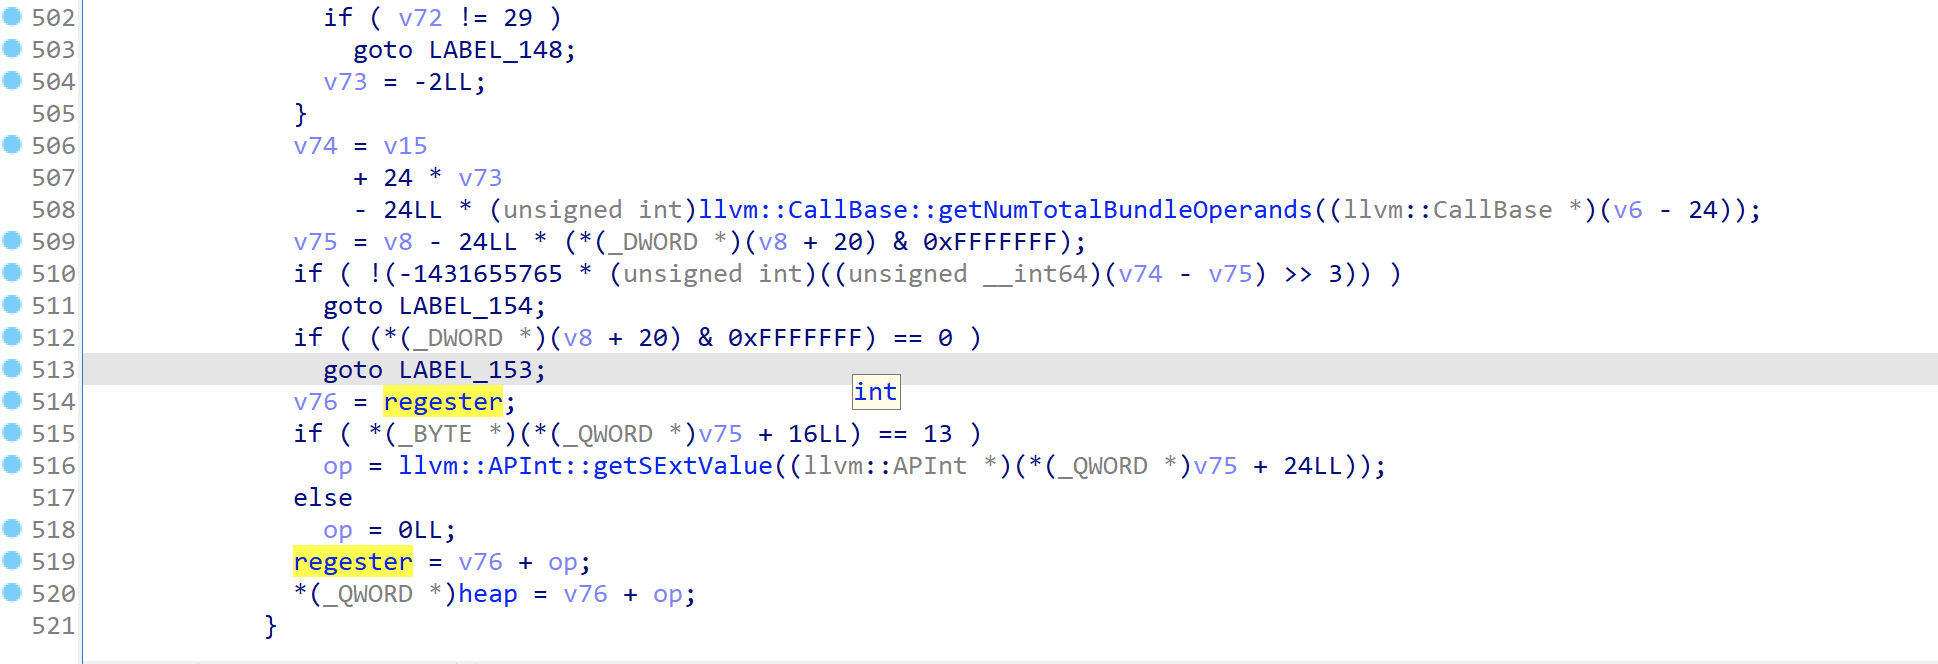 502 if ( v72 != 29 )
503 goto LABEL_148;
504 v73 = -2LL;
505 }
506 v74 = v15
507 + 24 * v73
508 - 24LL * (unsigned int)llvm::CallBase::getNumTotalBundleOperands((llvm::CallBase *)(v6 - 24));
509 v75 = v8 - 24LL * (*(_DWORD *)(v8 + 20) & 0xFFFFFFF);
510 if ( !(-1431655765 * (unsigned int)((unsigned __int64)(v74 - v75) >> 3)) )
511 goto LABEL_154;
512 if ( (*(_DWORD *)(v8 + 20) & 0xFFFFFFF) == 0 )
513 goto LABEL_153;
514 v76 = regester;
int
515 if ( *(_BYTE *)(*(_QWORD *)v75 + 16LL) == 13 )
516 op = llvm::APInt::getSExtValue((llvm::APInt *)(*(_QWORD *)v75 + 24LL));
517 else
518 op = 0LL;
519 regester = v76 + op;
520 *(_QWORD *)heap = v76 + op;
521 }